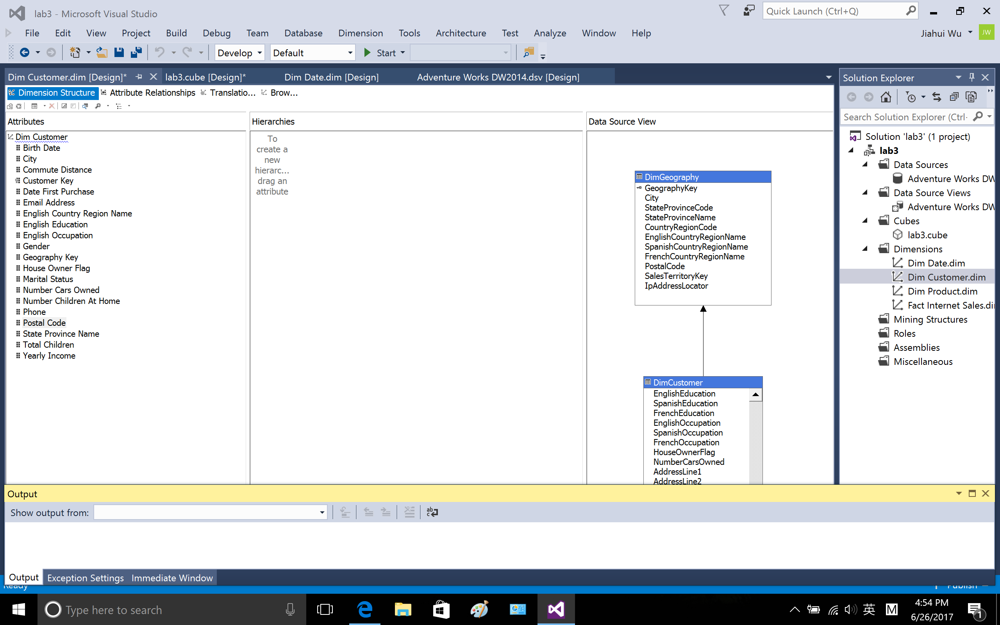 lab3 - Microsoft Visual Studio
Quick Launch (Ctrl+Q)
File Edit View Project Build Debug Team Database Dimension Tools Architecture Test Analyze Window Help
Jiahui Wu
JW
Develop Default Start
Dim Customer.dim [Design]* lab3.cube [Design]* Dim Date.dim [Design] Adventure Works DW2014.dsv [Design]
Dimension Structure Attribute Relationships Translatio... Brow...
Attributes
Dim Customer
Birth Date
City
Commute Distance
Customer Key
Date First Purchase
Email Address
English Country Region Name
English Education
English Occupation
Gender
Geography Key
House Owner Flag
Marital Status
Number Cars Owned
Number Children At Home
Phone
Postal Code
State Province Name
Total Children
Yearly Income
Hierarchies
To
create a
new
hierarc...
drag an
attribute
Data Source View
DimGeography
GeographyKey
City
StateProvinceCode
StateProvinceName
CountryRegionCode
EnglishCountryRegionName
SpanishCountryRegionName
FrenchCountryRegionName
PostalCode
SalesTerritoryKey
IpAddressLocator
DimCustomer
EnglishEducation
SpanishEducation
FrenchEducation
EnglishOccupation
SpanishOccupation
FrenchOccupation
HouseOwnerFlag
NumberCarsOwned
AddressLine1
AddressLine2
Solution Explorer
Search Solution Explorer (Ctrl-
Solution 'lab3' (1 project)
lab3
Data Sources
Adventure Works DW
Data Source Views
Adventure Works DW
Cubes
lab3.cube
Dimensions
Dim Date.dim
Dim Customer.dim
Dim Product.dim
Fact Internet Sales.di
Mining Structures
Roles
Assemblies
Miscellaneous
Output
Show output from:
Output Exception Settings Immediate Window
Ready
Publish
Type here to search
英 M
4:54 PM
6/26/2017
1